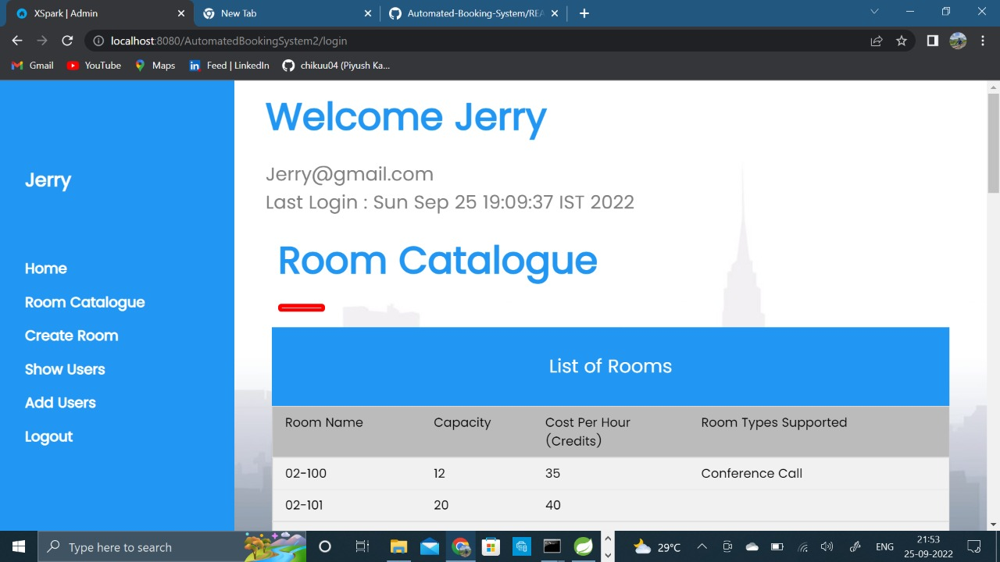 XSpark | Admin
New Tab
Automated-Booking-System/REA
localhost:8080/AutomatedBookingSystem2/login
Gmail
YouTube
Maps
Feed | LinkedIn
chikuu04 (Piyush Ka...
Jerry
Home
Room Catalogue
Create Room
Show Users
Add Users
Logout
Welcome Jerry
Jerry@gmail.com
Last Login : Sun Sep 25 19:09:37 IST 2022
Room Catalogue
List of Rooms
Room Name Capacity Cost Per Hour (Credits) Room Types Supported
02-100 12 35 Conference Call
02-101 20 40
Type here to search
29°C
ENG
21:53
25-09-2022